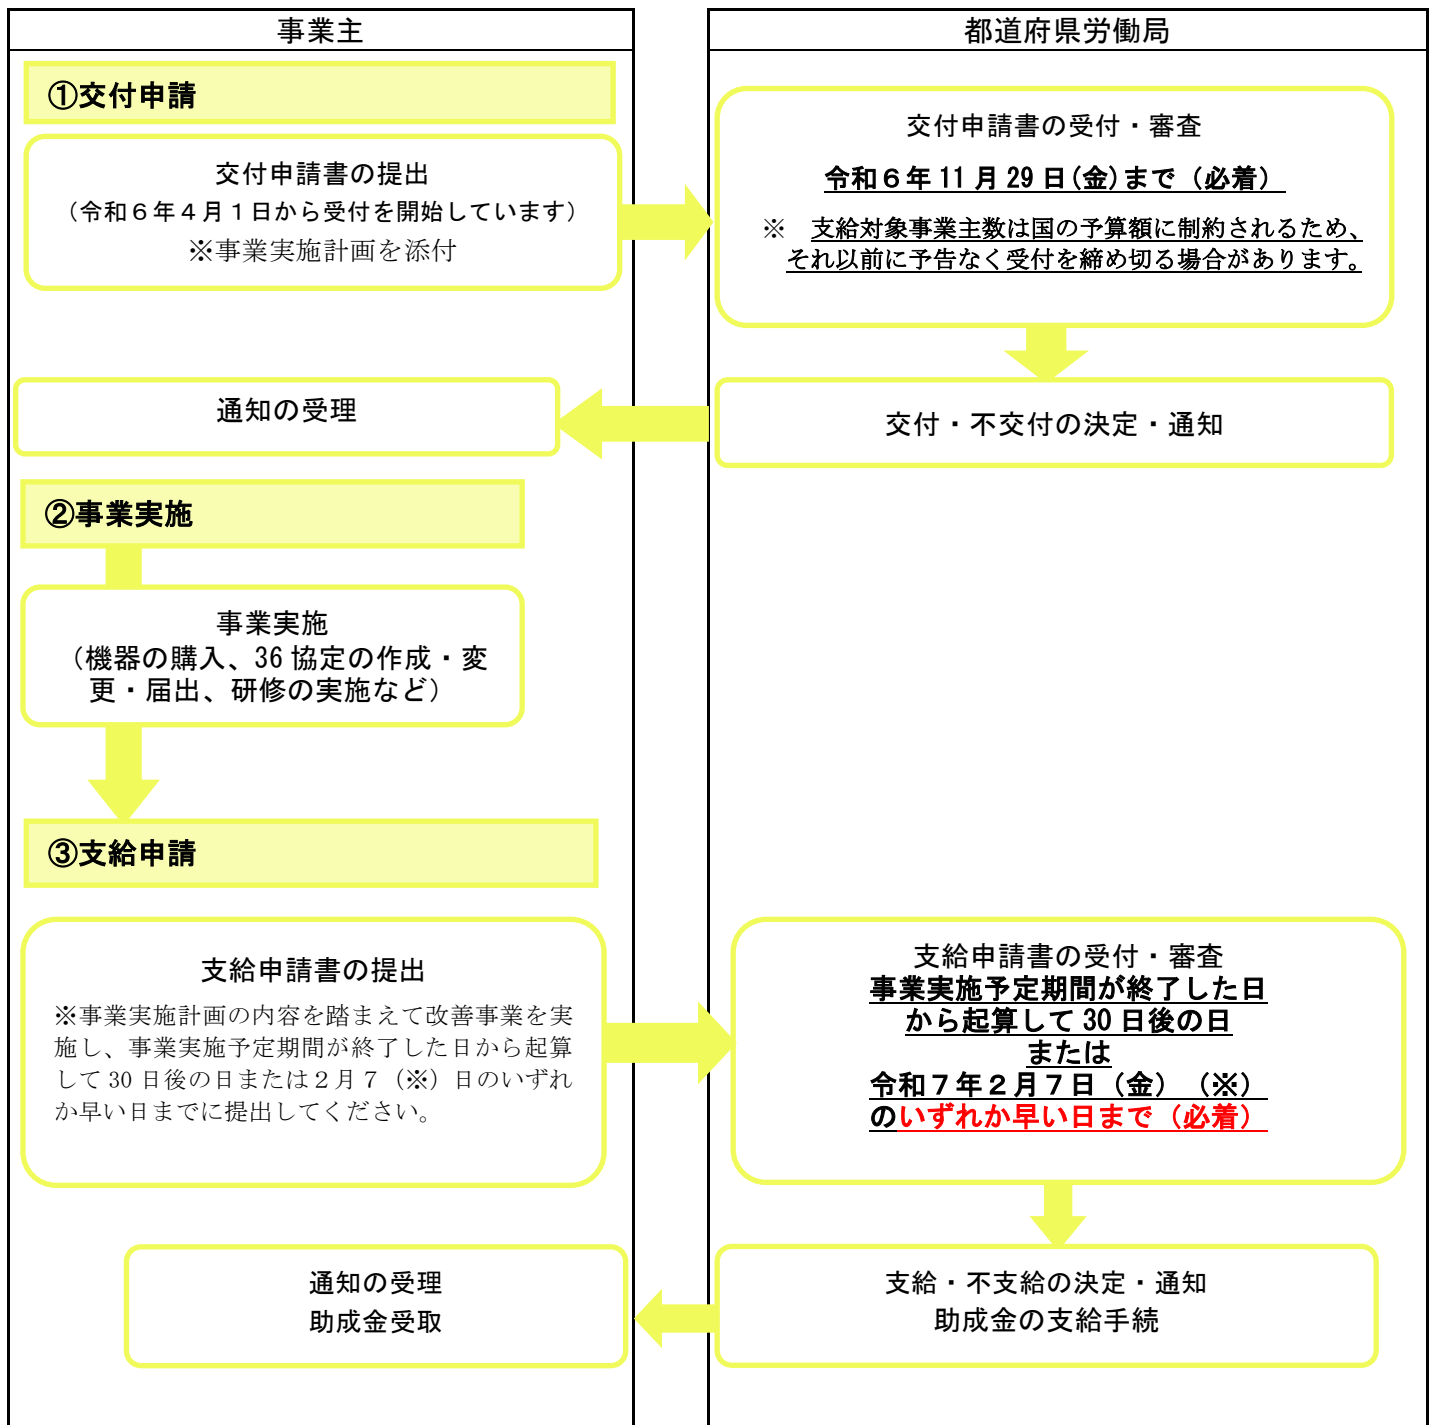 事業主
都道府県労働局
①交付申請
交付申請書の提出
（令和６年４月１日から受付を開始しています）
※事業実施計画を添付
交付申請書の受付・審査
令和６年 11 月 29 日(金)まで（必着）
※　支給対象事業主数は国の予算額に制約されるため、
それ以前に予告なく受付を締め切る場合があります。
通知の受理
交付・不交付の決定・通知
②事業実施
事業実施
（機器の購入、36 協定の作成・変
更・届出、研修の実施など）
③支給申請
支給申請書の提出
※事業実施計画の内容を踏まえて改善事業を実
施し、事業実施予定期間が終了した日から起算
して 30 日後の日または２月７（※）日のいずれ
か早い日までに提出してください。
支給申請書の受付・審査
事業実施予定期間が終了した日
から起算して 30 日後の日
または
令和７年２月７日（金）（※）
のいずれか早い日まで（必着）
通知の受理
助成金受取
支給・不支給の決定・通知
助成金の支給手続